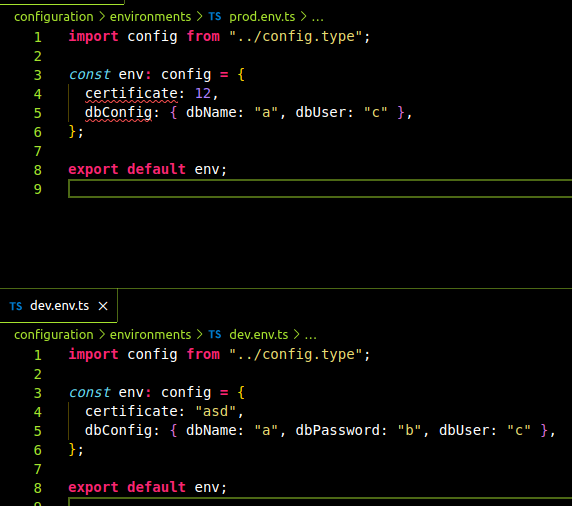 configuration > environments > TS prod.env.ts > ...
1 import config from "../config.type";
2
3 const env: config = {
4 certificate: 12,
5 dbConfig: { dbName: "a", dbUser: "c" },
6 };
7
8 export default env;
9
TS dev.env.ts ×
configuration > environments > TS dev.env.ts > ...
1 import config from "../config.type";
2
3 const env: config = {
4 certificate: "asd",
5 dbConfig: { dbName: "a", dbPassword: "b", dbUser: "c" },
6 };
7
8 export default env;
9